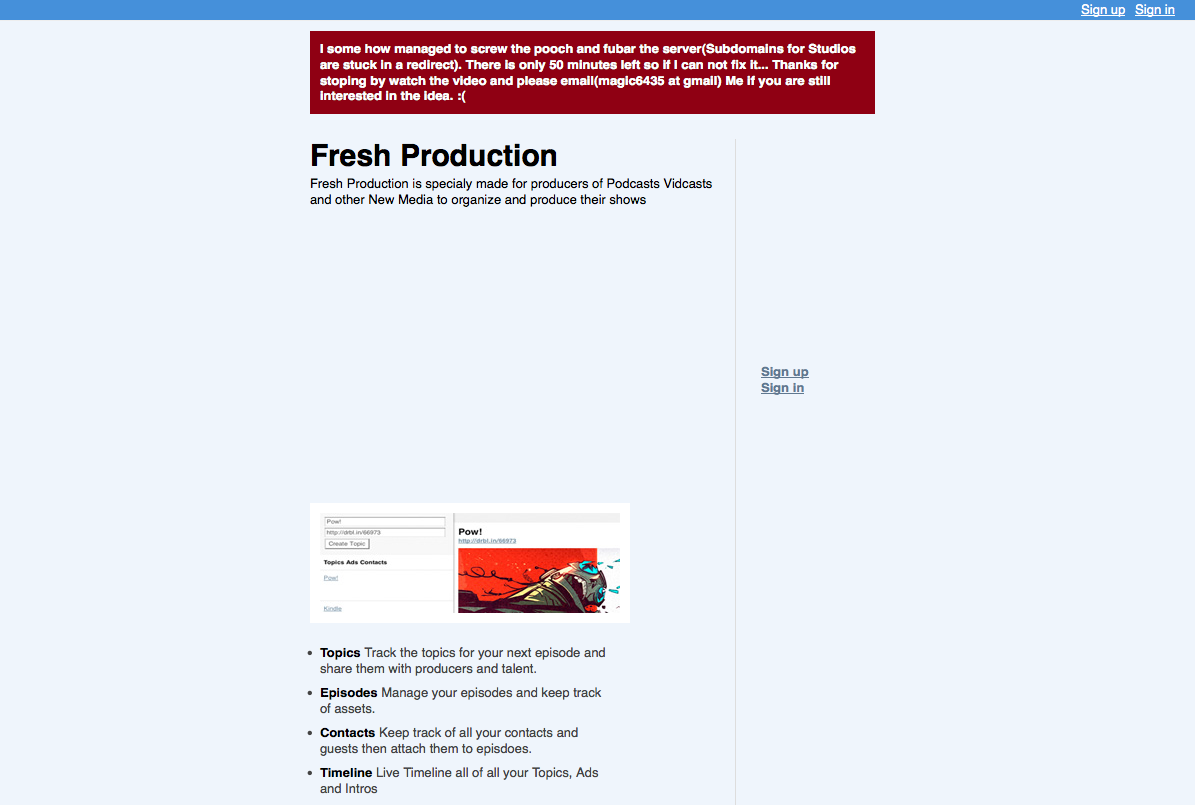 Sign up Sign in
I some how managed to screw the pooch and fubar the server(Subdomains for Studios
are stuck in a redirect). There is only 50 minutes left so if I can not fix it... Thanks for
stoping by watch the video and please email(magic6435 at gmail) Me if you are still
interested in the idea. :(
Fresh Production
Fresh Production is specialy made for producers of Podcasts Vidcasts
and other New Media to organize and produce their shows
Sign up
Sign in
Pow!
http://drbl.in/66973
Create Topic
Topics Ads Contacts
Pow!
Kindle
Pow!
http://drbl.in/66973
• Topics Track the topics for your next episode and
share them with producers and talent.
• Episodes Manage your episodes and keep track
of assets.
• Contacts Keep track of all your contacts and
guests then attach them to episdoes.
• Timeline Live Timeline all of all your Topics, Ads
and Intros